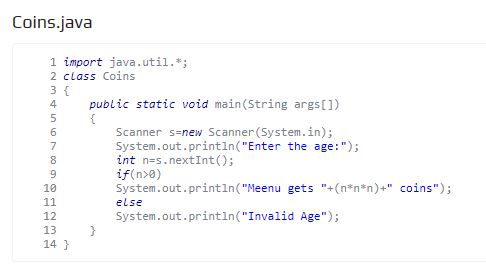 Coins.java
1 import java.util.*;
2 class Coins
3 {
4     public static void main(String args[])
5     {
6         Scanner s=new Scanner(System.in);
7         System.out.println("Enter the age:");
8         int n=s.nextInt();
9         if(n>0)
10         System.out.println("Meenu gets "+(n*n*n)+" coins");
11         else
12         System.out.println("Invalid Age");
13     }
14 }